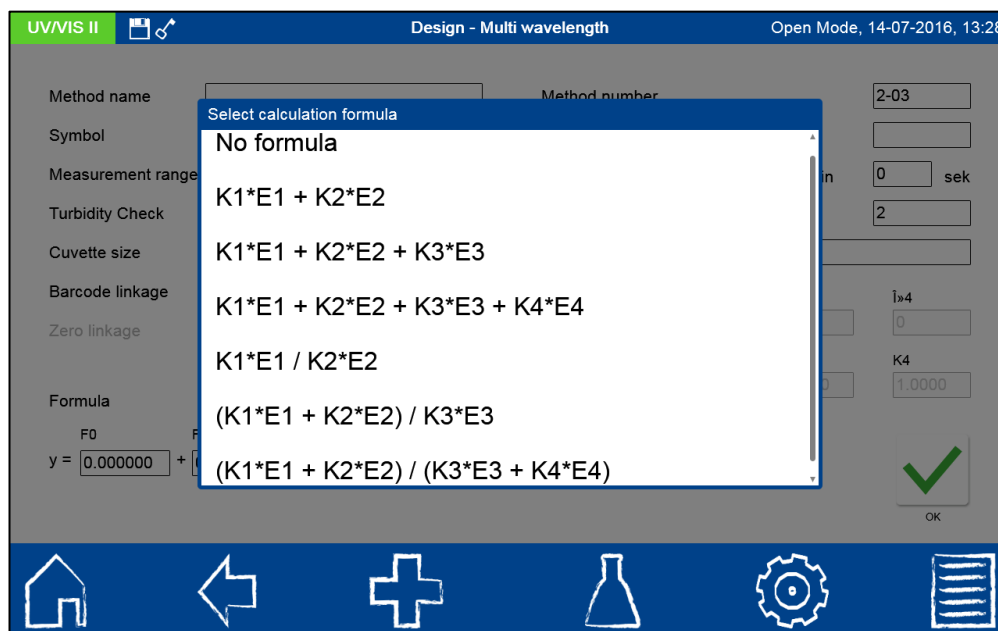 UV/VIS II Design - Multi wavelength Open Mode, 14-07-2016, 13:28
Method name Method number 2-03
Select calculation formula
Symbol
No formula
Measurement range in 0 sek
K1*E1 + K2*E2
Turbidity Check 2
Cuvette size
K1*E1 + K2*E2 + K3*E3
Barcode linkage Î»4
K1*E1 + K2*E2 + K3*E3 + K4*E4
Zero linkage 0
K1*E1 / K2*E2 K4
1.0000
Formula
(K1*E1 + K2*E2) / K3*E3
F0
y = 0.000000 +
(K1*E1 + K2*E2) / (K3*E3 + K4*E4)
OK